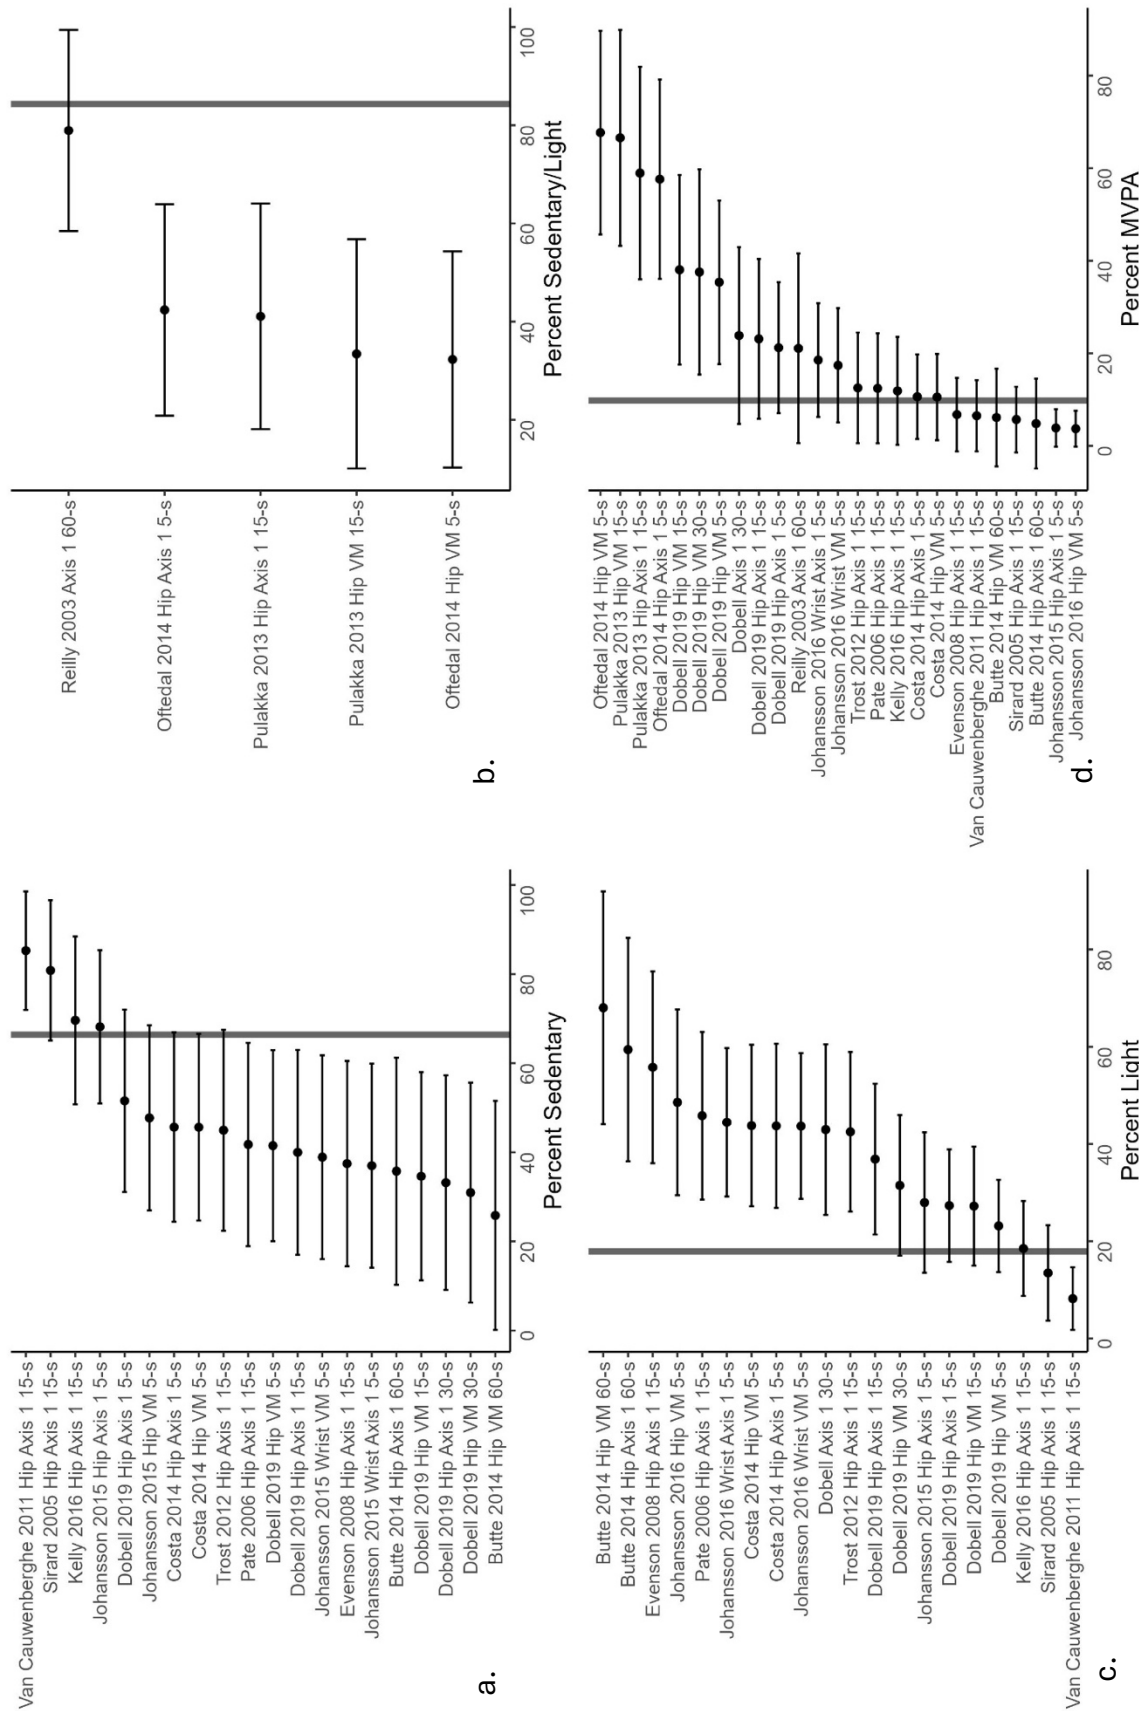 Van Cauwenberghe 2011 Hip Axis 1 15-s
Sirard 2005 Hip Axis 1 15-s
Kelly 2016 Hip Axis 1 15-s
Johansson 2015 Hip Axis 1 5-s
Dobell 2019 Hip Axis 1 5-s
Johansson 2015 Hip VM 5-s
Costa 2014 Hip Axis 1 5-s
Costa 2014 Hip VM 5-s
Trost 2012 Hip Axis 1 15-s
Pate 2006 Hip Axis 1 15-s
Dobell 2019 Hip VM 5-s
Dobell 2019 Hip Axis 1 15-s
Johansson 2015 Wrist VM 5-s
Evenson 2008 Hip Axis 1 15-s
Johansson 2015 Wrist Axis 1 5-s
Butte 2014 Hip Axis 1 60-s
Dobell 2019 Hip VM 15-s
Dobell 2019 Hip Axis 1 30-s
Dobell 2019 Hip VM 30-s
Butte 2014 Hip VM 60-s
0 20 40 60 80 100
Percent Sedentary
a.
Reilly 2003 Axis 1 60-s
Oftedal 2014 Hip Axis 1 5-s
Pulakka 2013 Hip Axis 1 15-s
Pulakka 2013 Hip VM 15-s
Oftedal 2014 Hip VM 5-s
20 40 60 80 100
Percent Sedentary/Light
b.
Butte 2014 Hip VM 60-s
Butte 2014 Hip Axis 1 60-s
Evenson 2008 Hip Axis 1 15-s
Johansson 2016 Hip VM 5-s
Pate 2006 Hip Axis 1 15-s
Johansson 2016 Wrist Axis 1 5-s
Costa 2014 Hip VM 5-s
Costa 2014 Hip Axis 1 5-s
Johansson 2016 Wrist VM 5-s
Dobell Axis 1 30-s
Trost 2012 Hip Axis 1 15-s
Dobell 2019 Hip Axis 1 15-s
Dobell 2019 Hip VM 30-s
Johansson 2015 Hip Axis 1 5-s
Dobell 2019 Hip Axis 1 5-s
Dobell 2019 Hip VM 15-s
Dobell 2019 Hip VM 5-s
Kelly 2016 Hip Axis 1 15-s
Sirard 2005 Hip Axis 1 15-s
Van Cauwenberghe 2011 Hip Axis 1 15-s
0 20 40 60 80
Percent Light
c.
Oftedal 2014 Hip VM 5-s
Pulakka 2013 Hip VM 15-s
Pulakka 2013 Hip Axis 1 15-s
Oftedal 2014 Hip Axis 1 5-s
Dobell 2019 Hip VM 15-s
Dobell 2019 Hip VM 30-s
Dobell 2019 Hip VM 5-s
Dobell Axis 1 30-s
Dobell 2019 Hip Axis 1 15-s
Dobell 2019 Hip Axis 1 5-s
Reilly 2003 Axis 1 60-s
Johansson 2016 Wrist Axis 1 5-s
Johansson 2016 Wrist VM 5-s
Trost 2012 Hip Axis 1 15-s
Pate 2006 Hip Axis 1 15-s
Kelly 2016 Hip Axis 1 15-s
Costa 2014 Hip Axis 1 5-s
Costa 2014 Hip VM 5-s
Evenson 2008 Hip Axis 1 15-s
Van Cauwenberghe 2011 Hip Axis 1 15-s
Butte 2014 Hip VM 60-s
Sirard 2005 Hip Axis 1 15-s
Butte 2014 Hip Axis 1 60-s
Johansson 2015 Hip Axis 1 5-s
Johansson 2016 Hip VM 5-s
0 20 40 60 80
Percent MVPA
d.